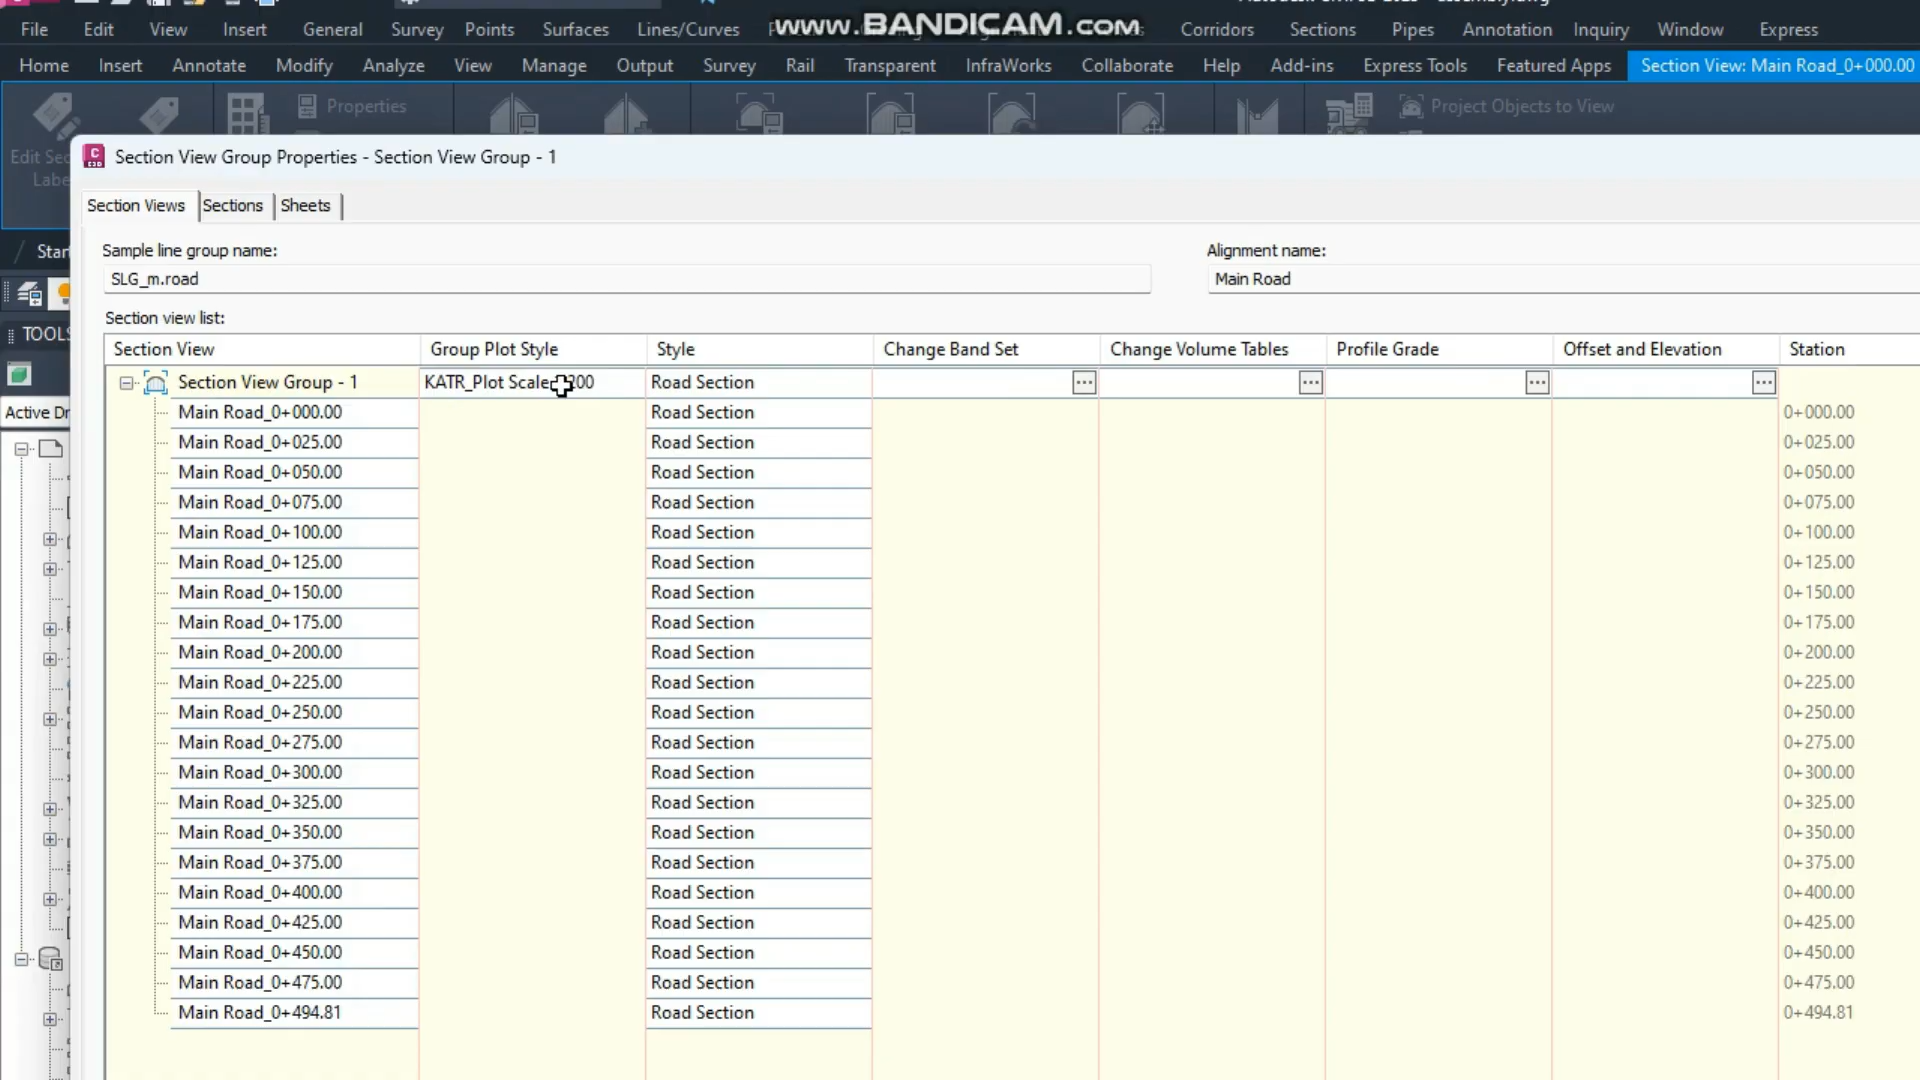 www.BANDICAM.com
File Edit View Insert General Survey Points Surfaces Lines/Curves Corridors Sections Pipes Annotation Inquiry Window Express
Home Insert Annotate Modify Analyze View Manage Output Survey Rail Transparent InfraWorks Collaborate Help Add-ins Express Tools Featured Apps Section View: Main Road_0+000.00
Properties Project Objects to View
Edit
Section View Group Properties - Section View Group - 1
Section Views Sections Sheets
Sample line group name: Alignment name:
SLG_m.road Main Road
Section view list:
TOOLS
Section View Group Plot Style Style Change Band Set Change Volume Tables Profile Grade Offset and Elevation Station
Section View Group - 1 KATR_Plot Scale 200 Road Section ... ... ... ...
Active
Main Road_0+000.00 Road Section 0+000.00
Main Road_0+025.00 Road Section 0+025.00
Main Road_0+050.00 Road Section 0+050.00
Main Road_0+075.00 Road Section 0+075.00
Main Road_0+100.00 Road Section 0+100.00
Main Road_0+125.00 Road Section 0+125.00
Main Road_0+150.00 Road Section 0+150.00
Main Road_0+175.00 Road Section 0+175.00
Main Road_0+200.00 Road Section 0+200.00
Main Road_0+225.00 Road Section 0+225.00
Main Road_0+250.00 Road Section 0+250.00
Main Road_0+275.00 Road Section 0+275.00
Main Road_0+300.00 Road Section 0+300.00
Main Road_0+325.00 Road Section 0+325.00
Main Road_0+350.00 Road Section 0+350.00
Main Road_0+375.00 Road Section 0+375.00
Main Road_0+400.00 Road Section 0+400.00
Main Road_0+425.00 Road Section 0+425.00
Main Road_0+450.00 Road Section 0+450.00
Main Road_0+475.00 Road Section 0+475.00
Main Road_0+494.81 Road Section 0+494.81